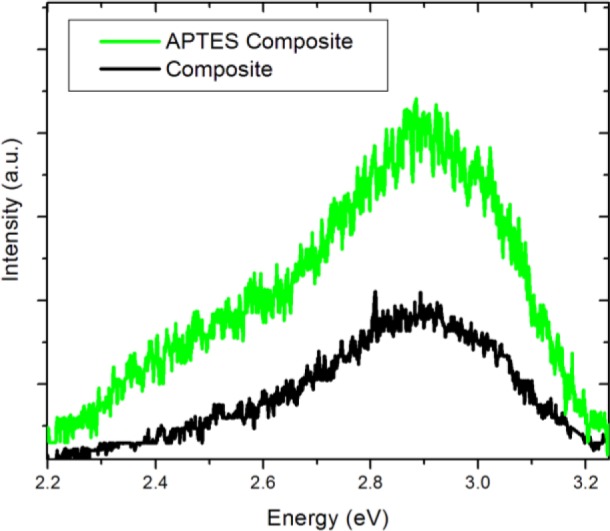 APTES Composite
Composite
Intensity (a.u.)
2.2 2.4 2.6 2.8 3.0 3.2
Energy (eV)